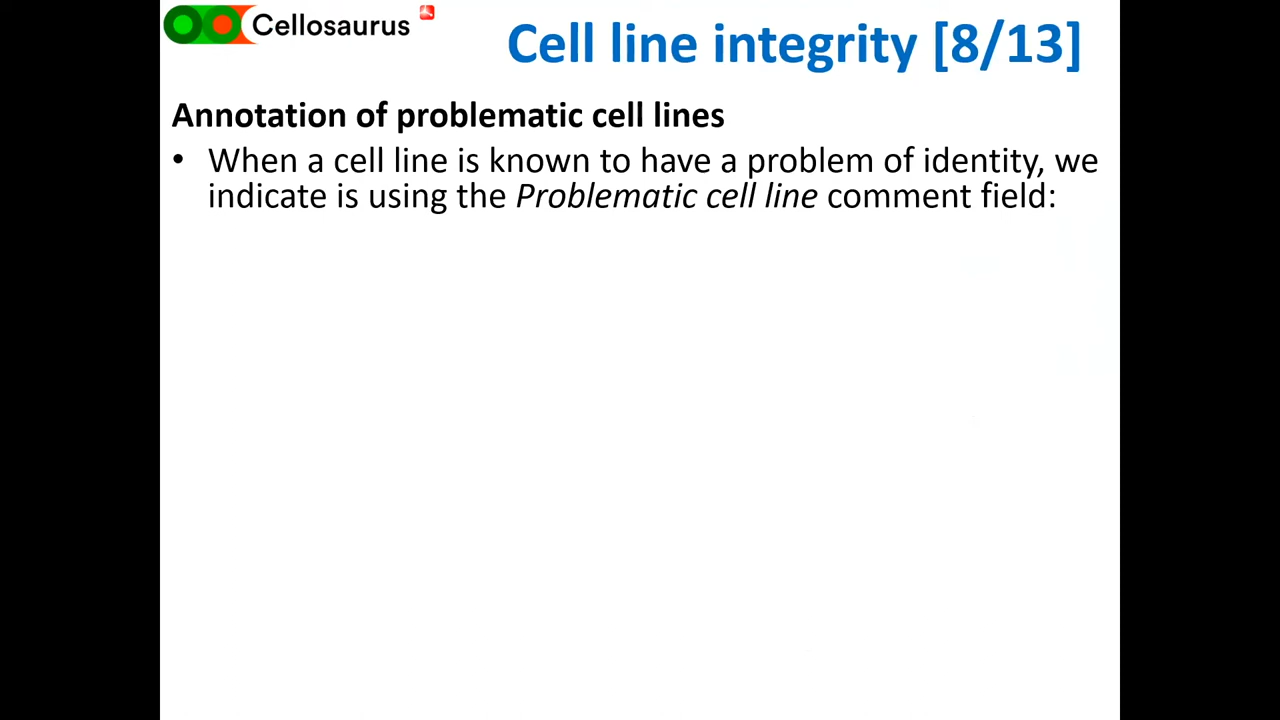 Cellosaurus
Cell line integrity [8/13]
Annotation of problematic cell lines
• When a cell line is known to have a problem of identity, we
indicate is using the Problematic cell line comment field: